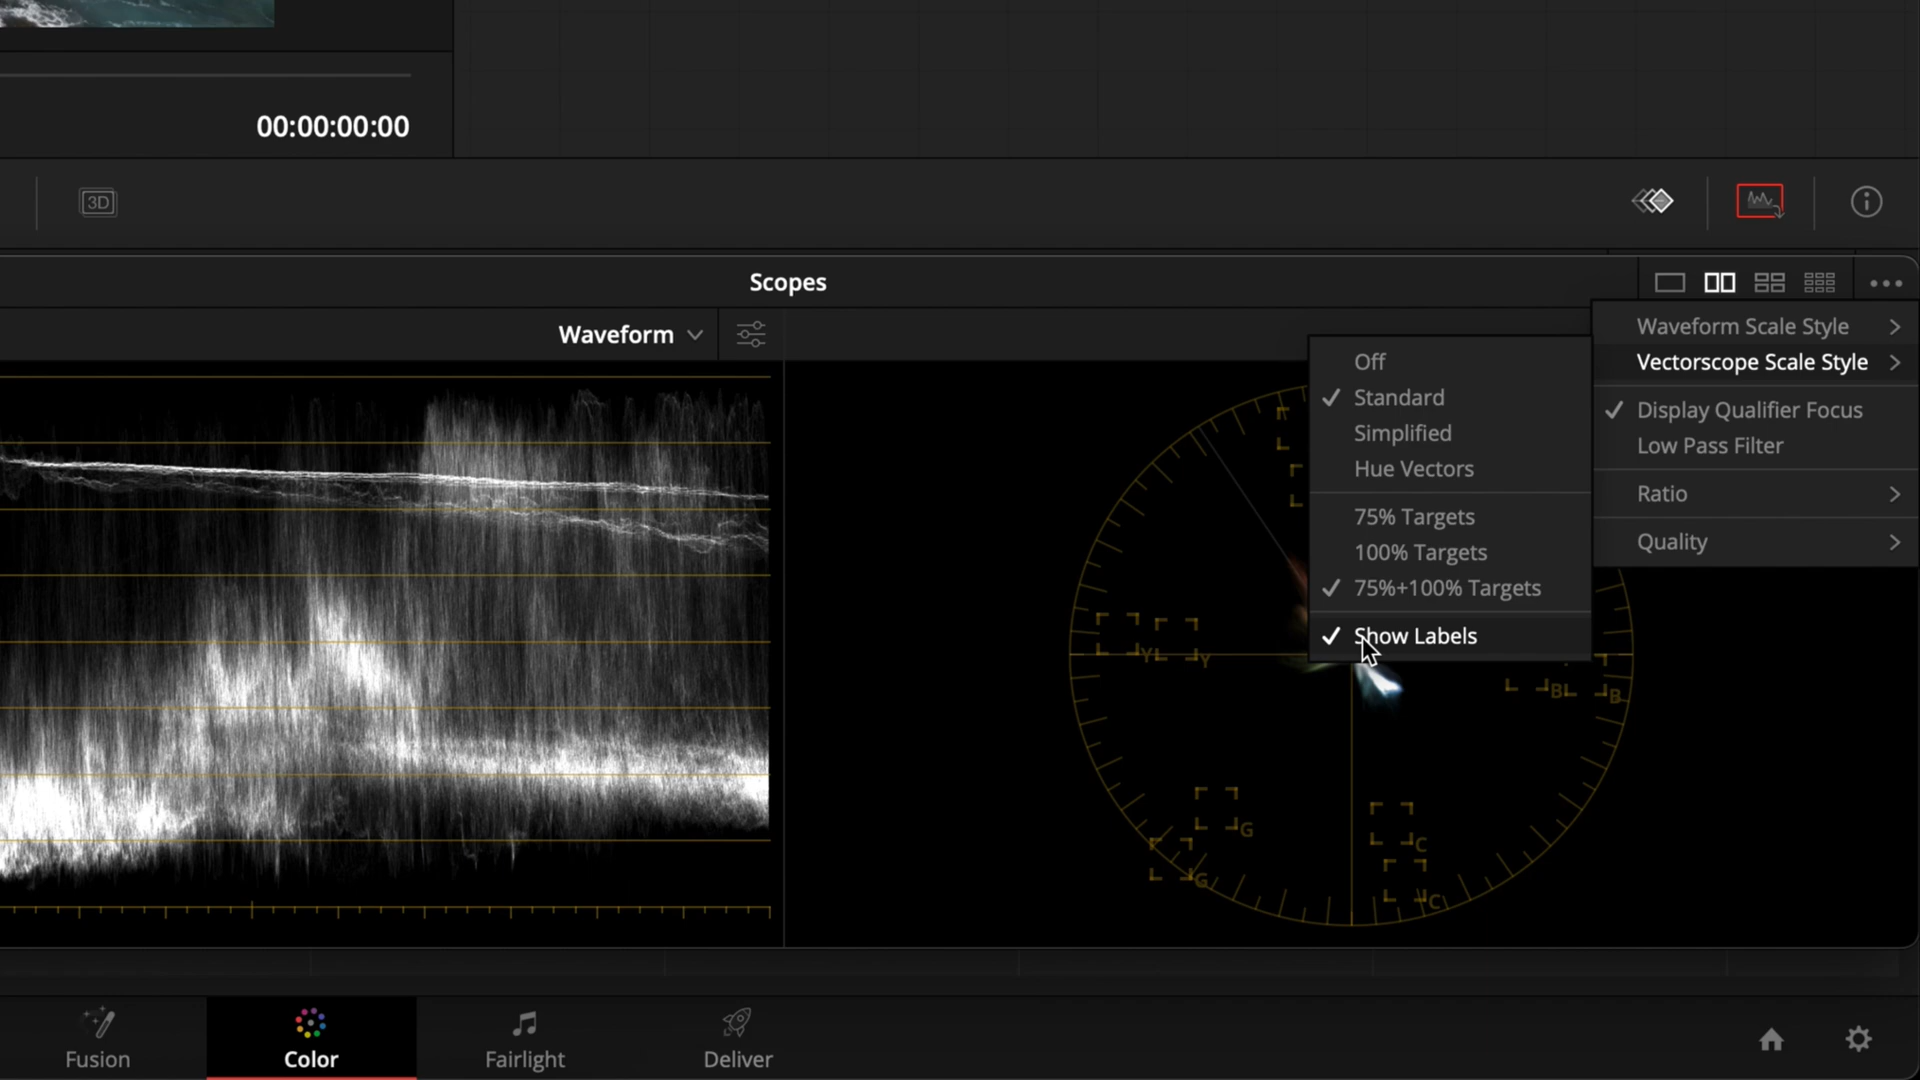 00:00:00:00
3D
Scopes
Waveform
Waveform Scale Style
Vectorscope Scale Style
Display Qualifier Focus
Low Pass Filter
Ratio
Quality
Off
Standard
Simplified
Hue Vectors
75% Targets
100% Targets
75%+100% Targets
Show Labels
Y
Y
B
B
G
G
C
C
Fusion
Color
Fairlight
Deliver